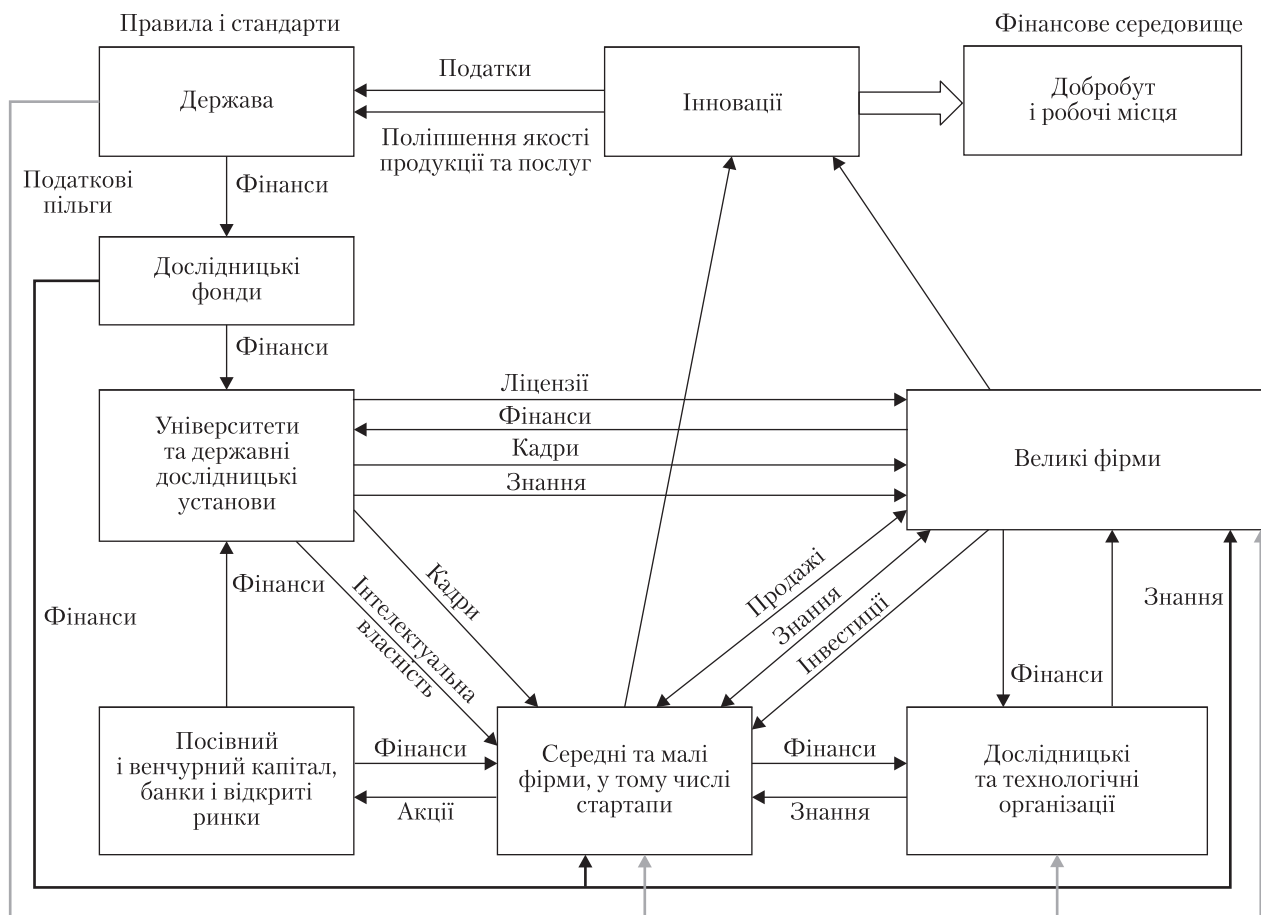 Правила і стандарти
Фінансове середовище
Держава
Податки
Поліпшення якості
продукції та послуг
Інновації
Добробут
і робочі місця
Податкові
пільги
Фінанси
Дослідницькі
фонди
Фінанси
Університети
та державні
дослідницькі
установи
Ліцензії
Фінанси
Кадри
Знання
Великі фірми
Фінанси
Фінанси
Кадри
Інтелектуальна
власність
Продажі
Знання
Інвестиції
Фінанси
Знання
Посівний
і венчурний капітал,
банки і відкриті
ринки
Фінанси
Акції
Середні та малі
фірми, у тому числі
стартапи
Фінанси
Знання
Дослідницькі
та технологічні
організації